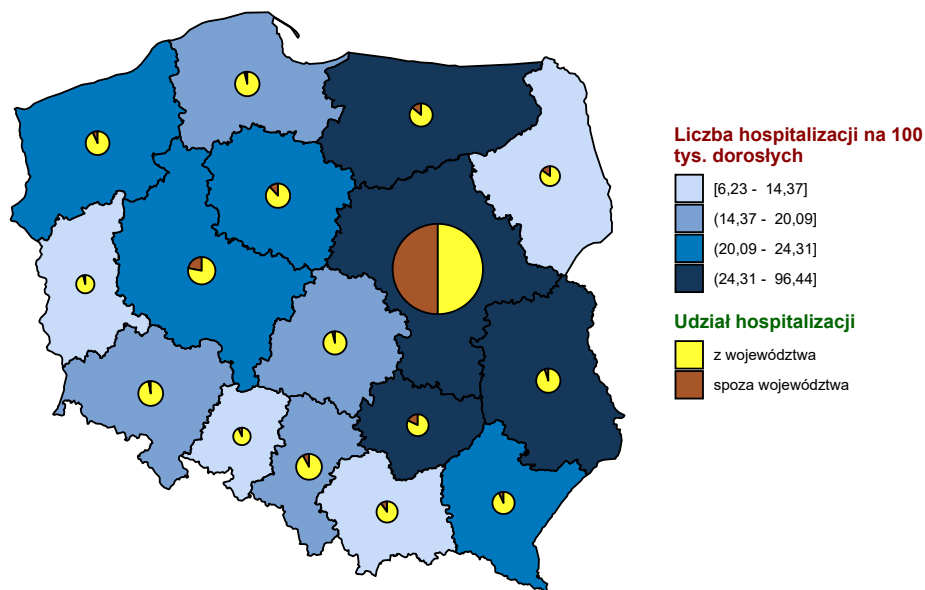 Liczba hospitalizacji na 100
tys. dorosłych
[6,23 - 14,37]
(14,37 - 20,09]
(20,09 - 24,31]
(24,31 - 96,44]
Udział hospitalizacji
z województwa
spoza województwa